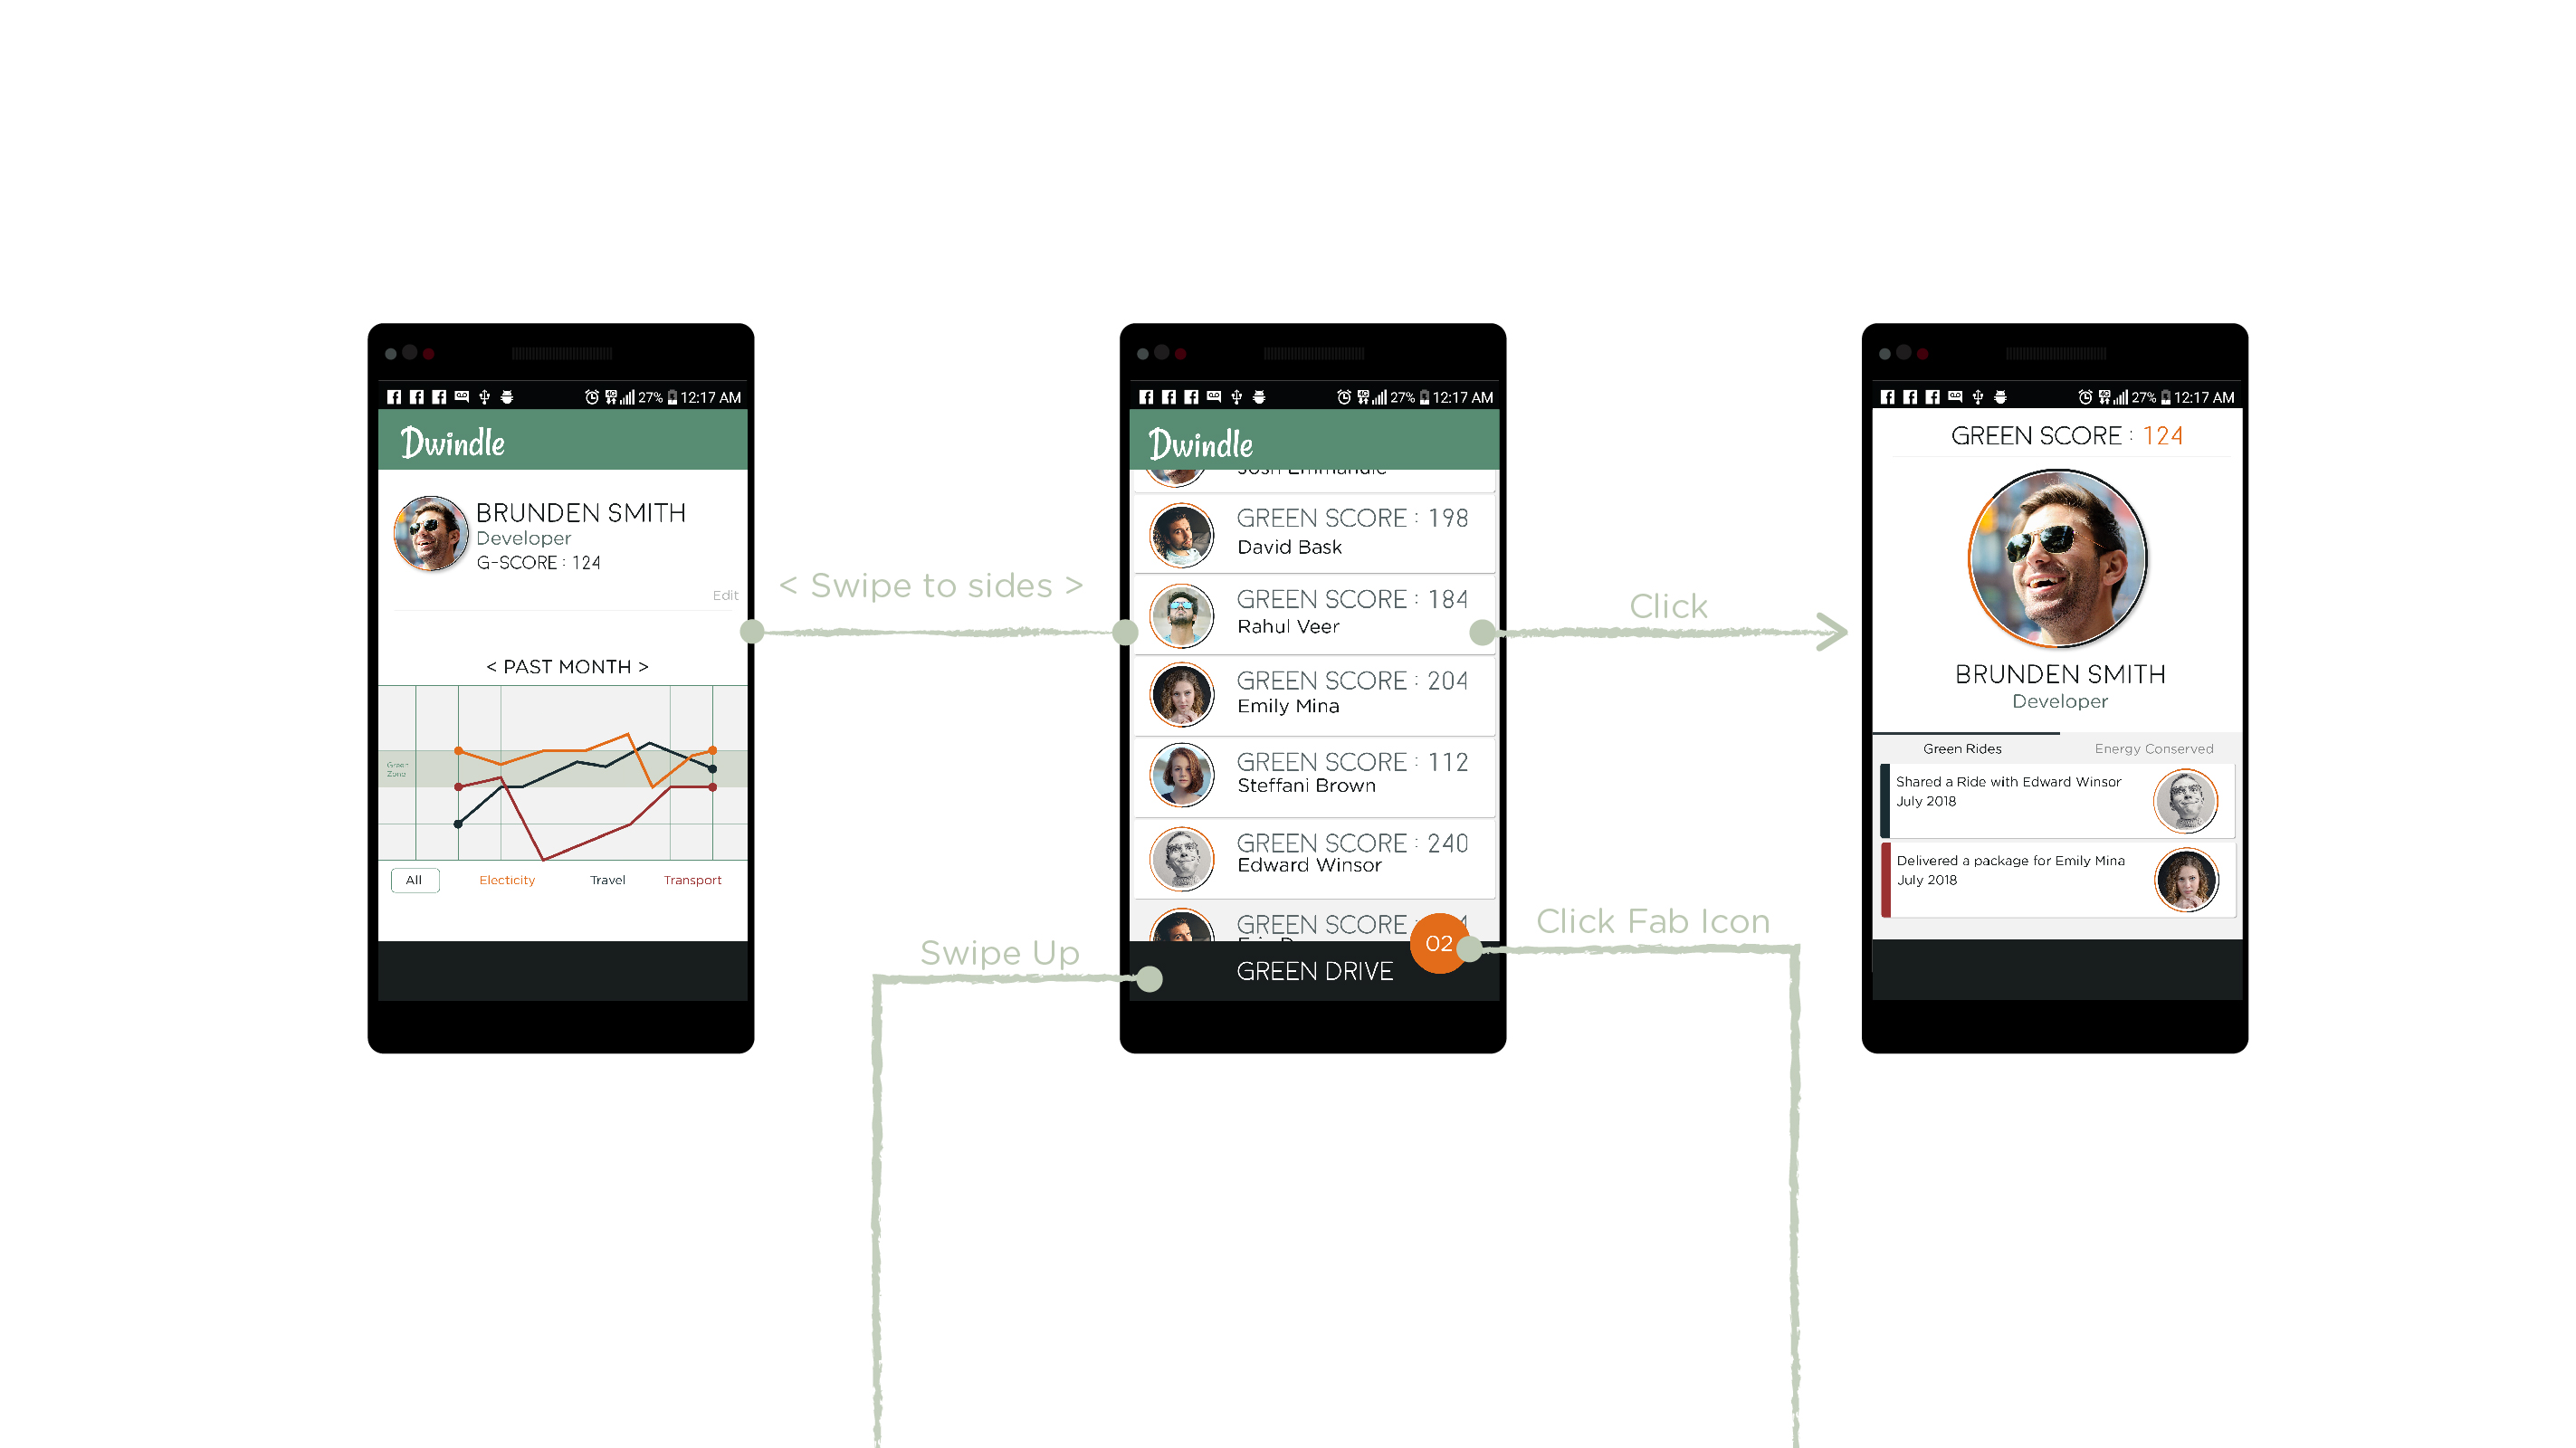 27% 12:17 AM
Dwindle
BRUNDEN SMITH
Developer
G-SCORE : 124
Edit
< PAST MONTH >
Green
Zone
All Electicity Travel Transport
< Swipe to sides >
Swipe Up
27% 12:17 AM
Dwindle
GREEN SCORE : 198
David Bask
GREEN SCORE : 184
Rahul Veer
GREEN SCORE : 204
Emily Mina
GREEN SCORE : 112
Steffani Brown
GREEN SCORE : 240
Edward Winsor
GREEN SCORE :
02
GREEN DRIVE
Click
Click Fab Icon
27% 12:17 AM
GREEN SCORE : 124
BRUNDEN SMITH
Developer
Green Rides Energy Conserved
Shared a Ride with Edward Winsor
July 2018
Delivered a package for Emily Mina
July 2018